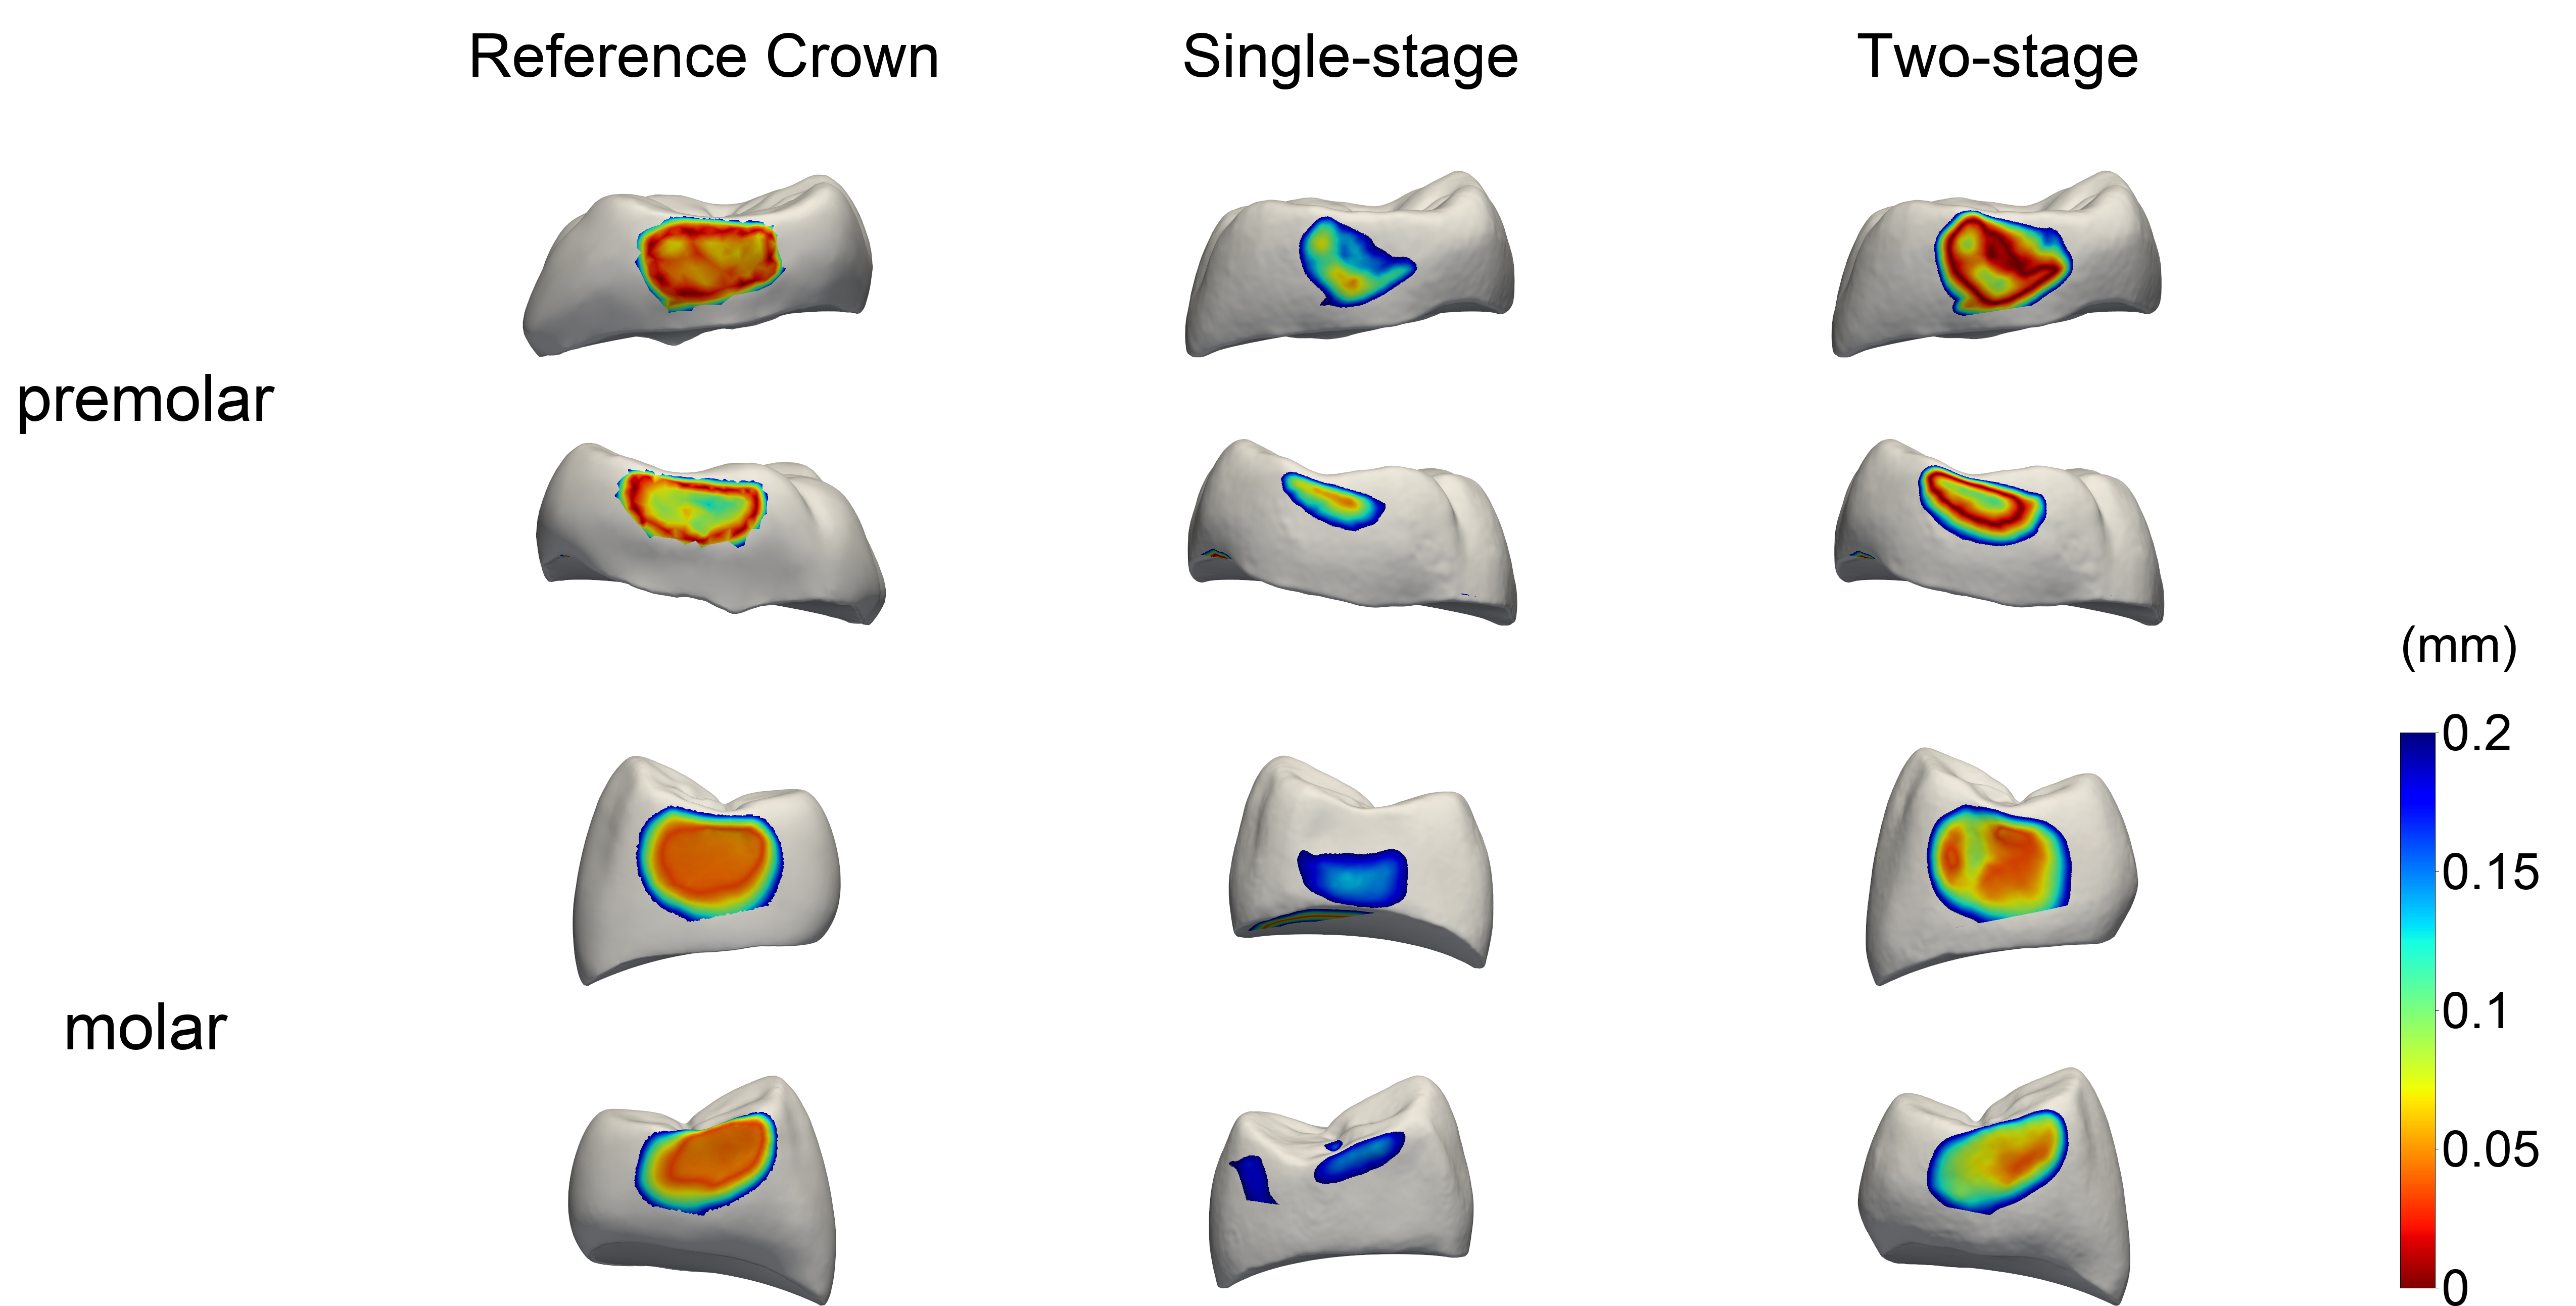 Reference Crown
Single-stage
Two-stage
premolar
molar
(mm)
0.2
0.15
0.1
0.05
0